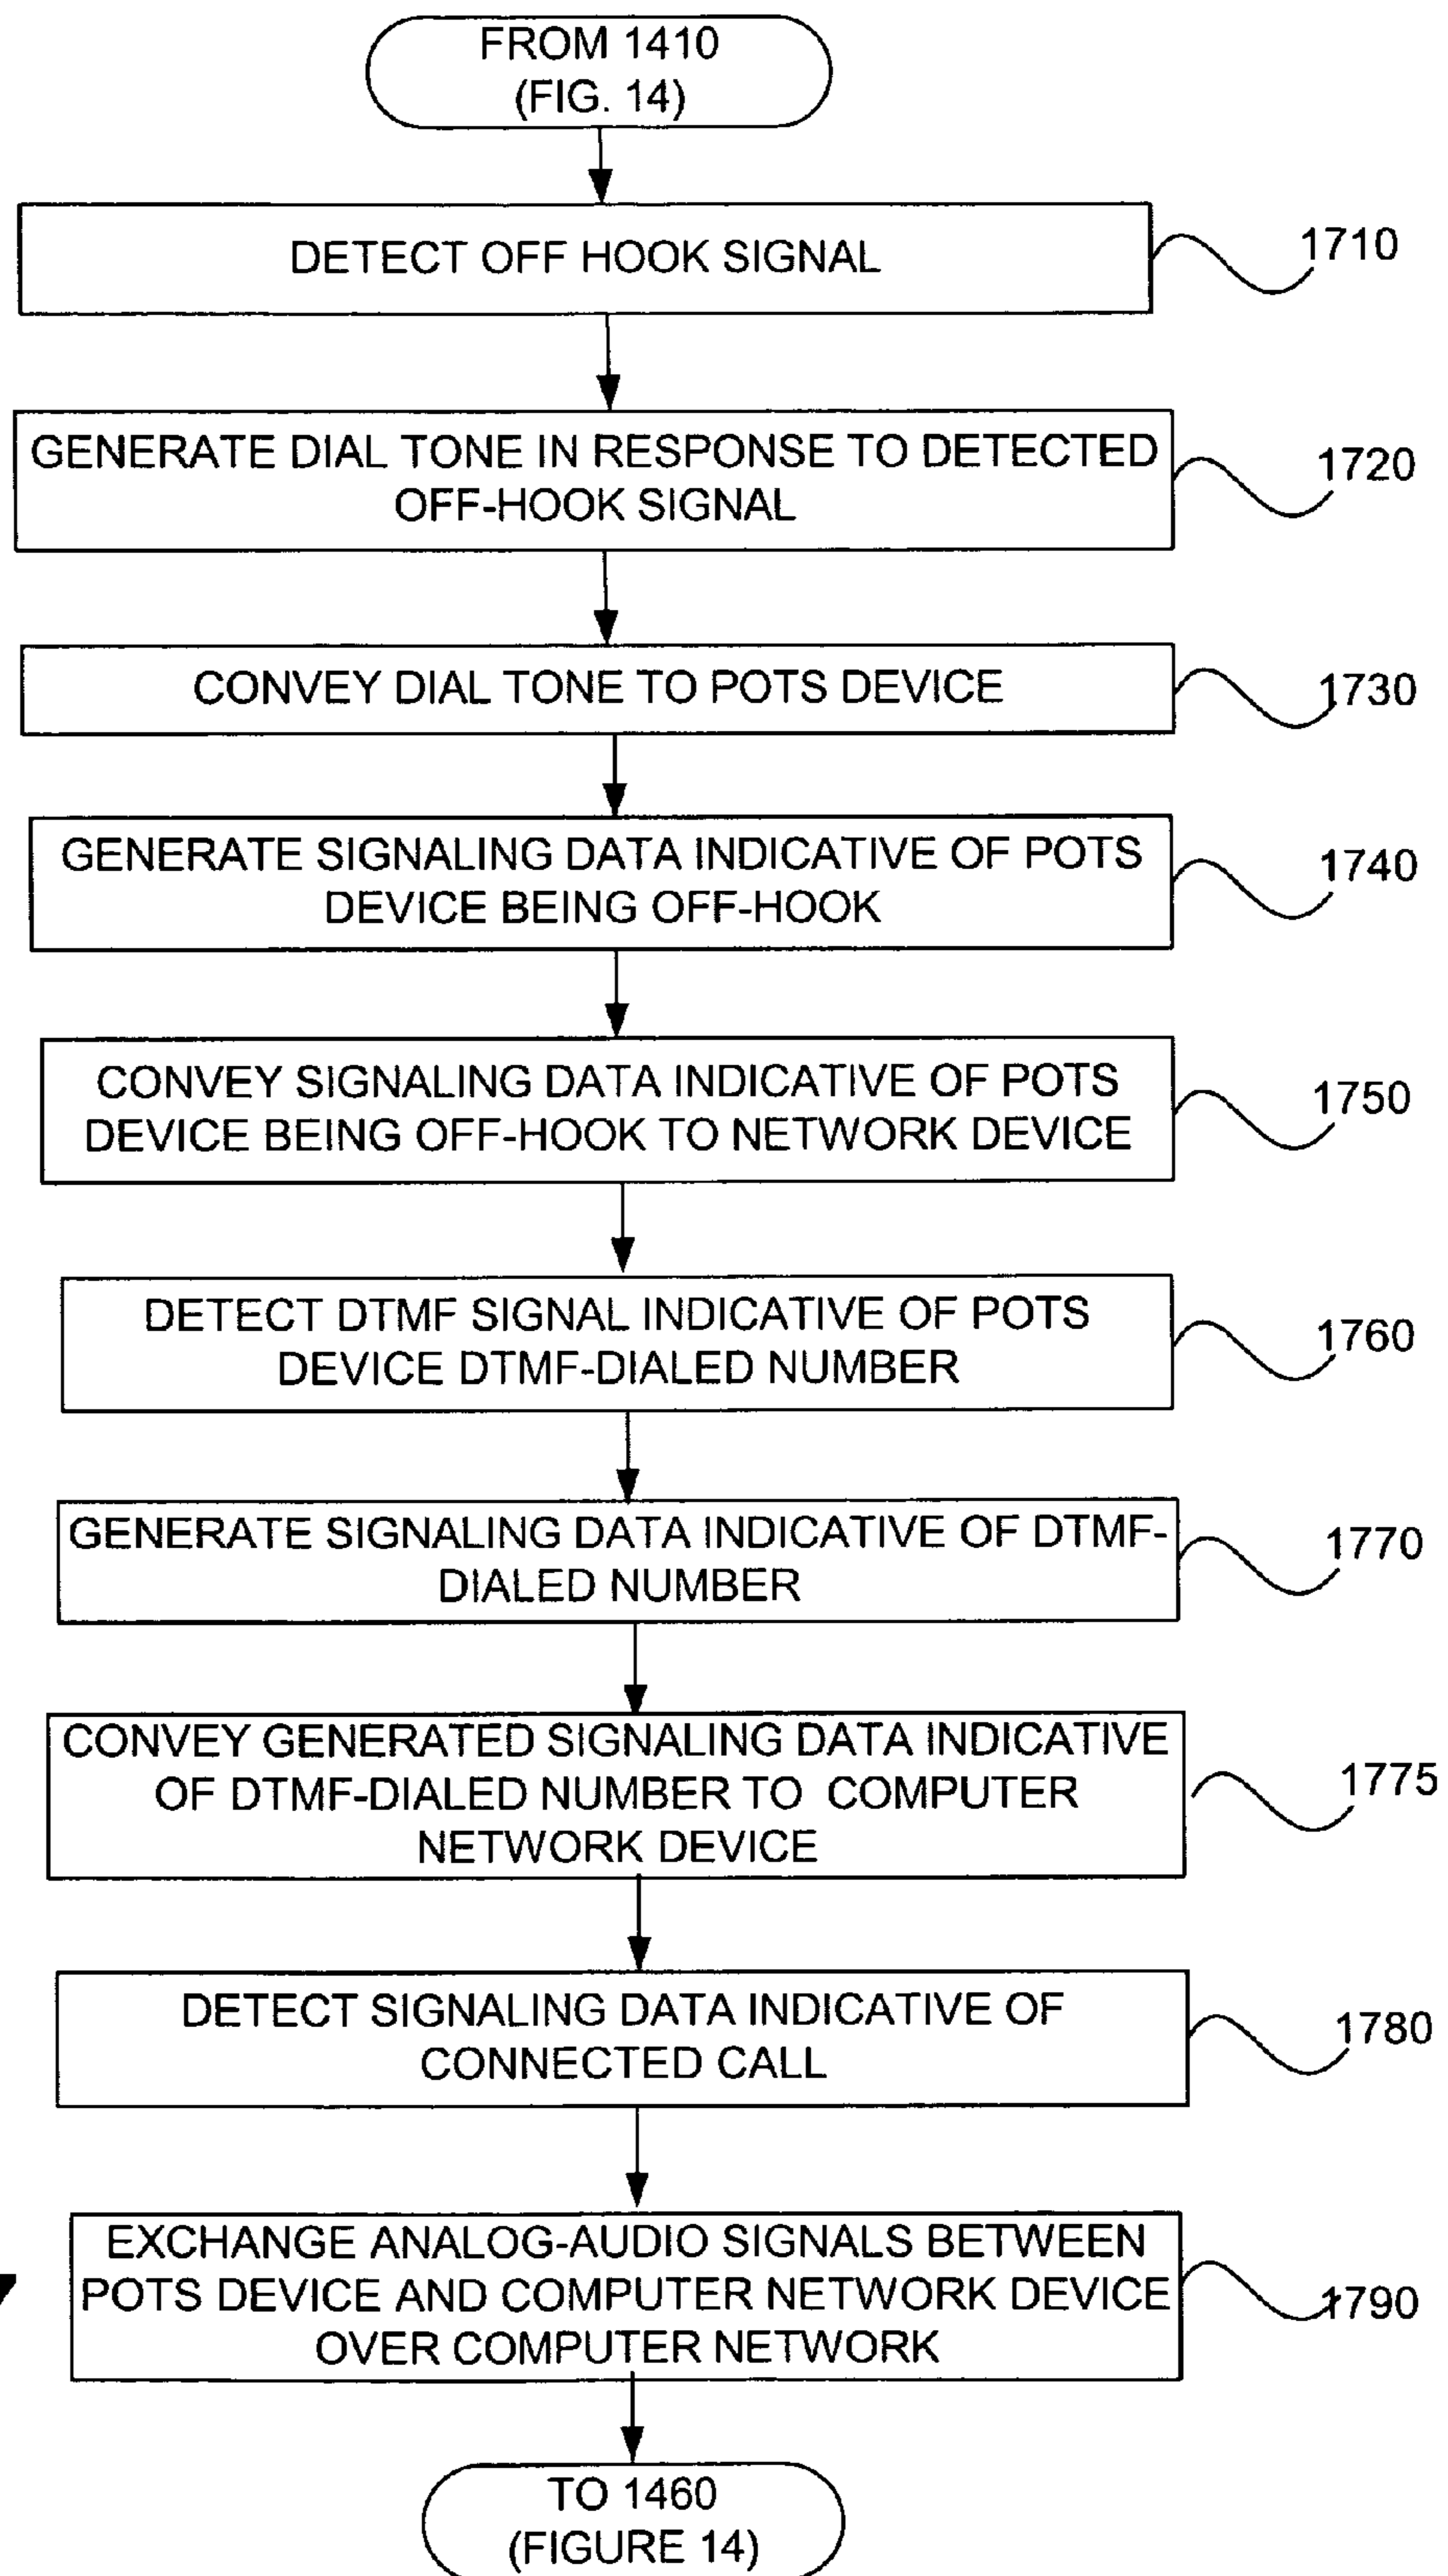 FROM 1410
(FIG. 14)
DETECT OFF HOOK SIGNAL
1710
GENERATE DIAL TONE IN RESPONSE TO DETECTED
OFF-HOOK SIGNAL
1720
CONVEY DIAL TONE TO POTS DEVICE
1730
GENERATE SIGNALING DATA INDICATIVE OF POTS
DEVICE BEING OFF-HOOK
1740
CONVEY SIGNALING DATA INDICATIVE OF POTS
DEVICE BEING OFF-HOOK TO NETWORK DEVICE
1750
DETECT DTMF SIGNAL INDICATIVE OF POTS
DEVICE DTMF-DIALED NUMBER
1760
GENERATE SIGNALING DATA INDICATIVE OF DTMF-
DIALED NUMBER
1770
CONVEY GENERATED SIGNALING DATA INDICATIVE
OF DTMF-DIALED NUMBER TO COMPUTER
NETWORK DEVICE
1775
DETECT SIGNALING DATA INDICATIVE OF
CONNECTED CALL
1780
EXCHANGE ANALOG-AUDIO SIGNALS BETWEEN
POTS DEVICE AND COMPUTER NETWORK DEVICE
OVER COMPUTER NETWORK
1790
TO 1460
(FIGURE 14)